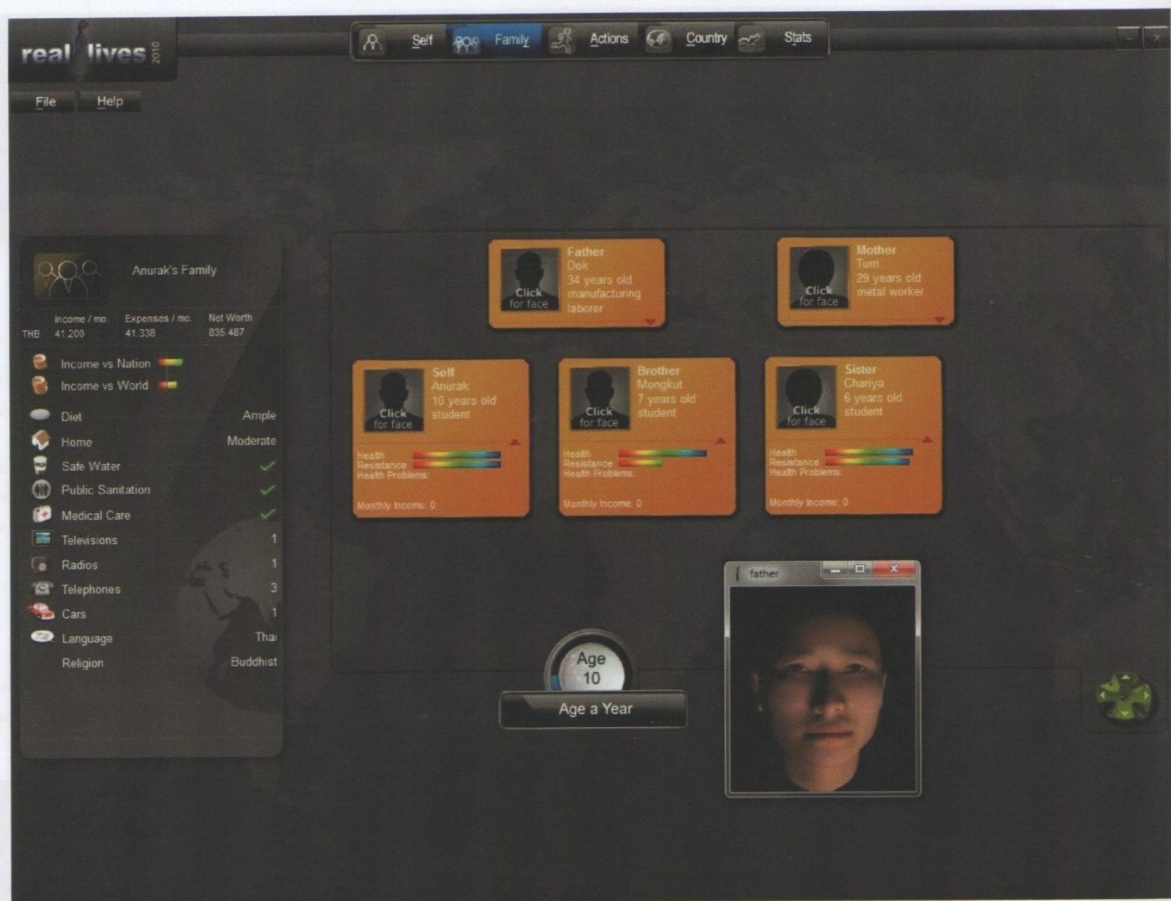 real lives 2010
Self
Family
Actions
Country
Stats
File
Help
Anurak's Family
Income / mo.
Expenses / mo.
Net Worth
THB
41.200
41.338
835.487
Income vs Nation
Income vs World
Diet
Ample
Home
Moderate
Safe Water
Public Sanitation
Medical Care
Televisions
1
Radios
1
Telephones
3
Cars
1
Language
Thai
Religion
Buddhist
Father
Dok
34 years old
manufacturing
laborer
Click
for face
Mother
Tum
29 years old
metal worker
Click
for face
Self
Anurak
10 years old
student
Click
for face
Health
Resistance
Health Problems:
Monthly Income: 0
Brother
Mongkut
7 years old
student
Click
for face
Health
Resistance
Health Problems:
Monthly Income: 0
Sister
Chariya
6 years old
student
Click
for face
Health
Resistance
Health Problems:
Monthly Income: 0
father
Age
10
Age a Year